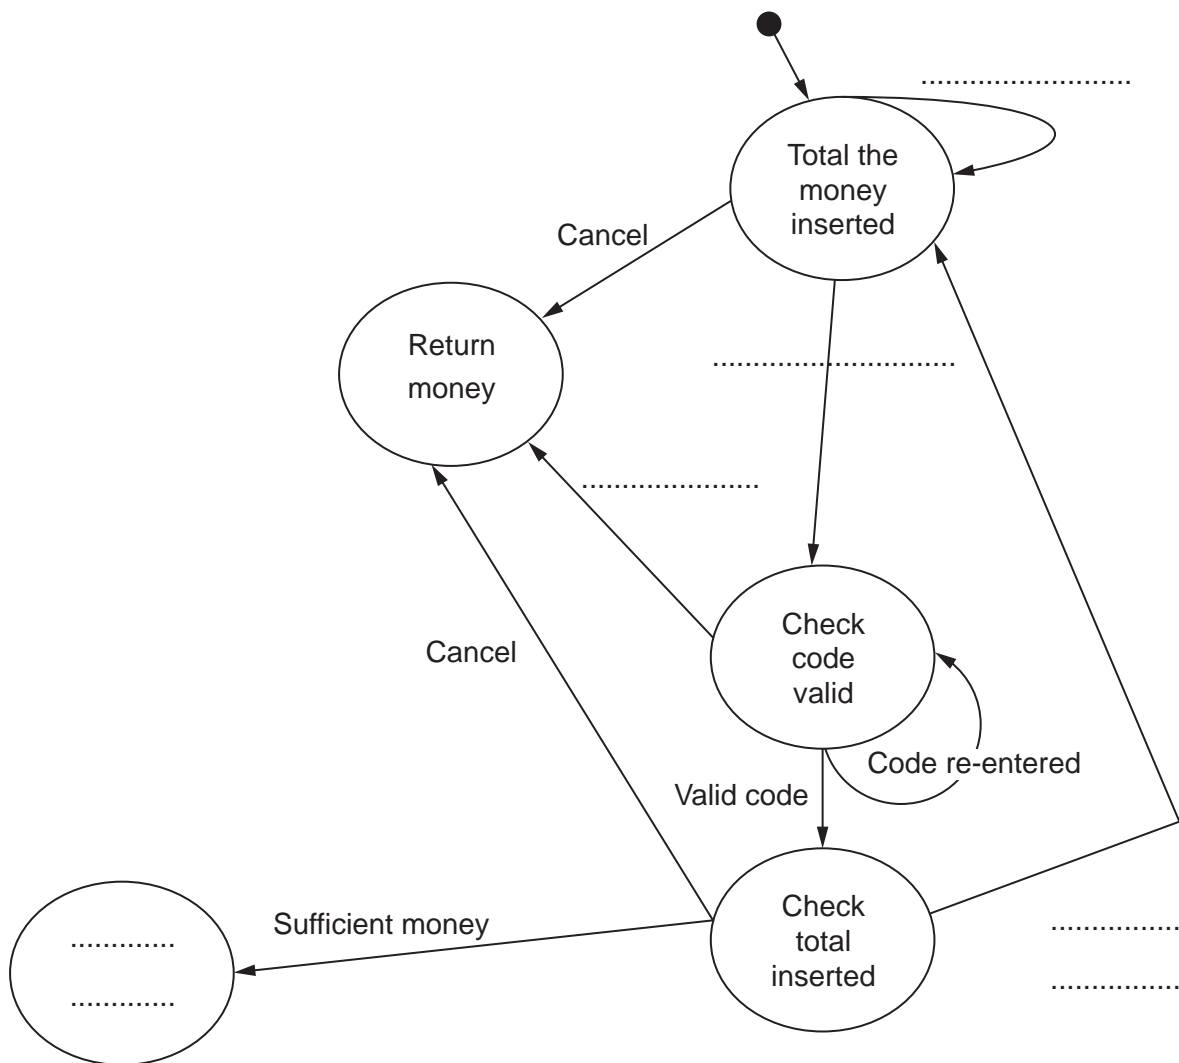 Total the
money
inserted
Cancel
Return
money
Check
code
valid
Cancel
Code re-entered
Valid code
Check
total
inserted
Sufficient money